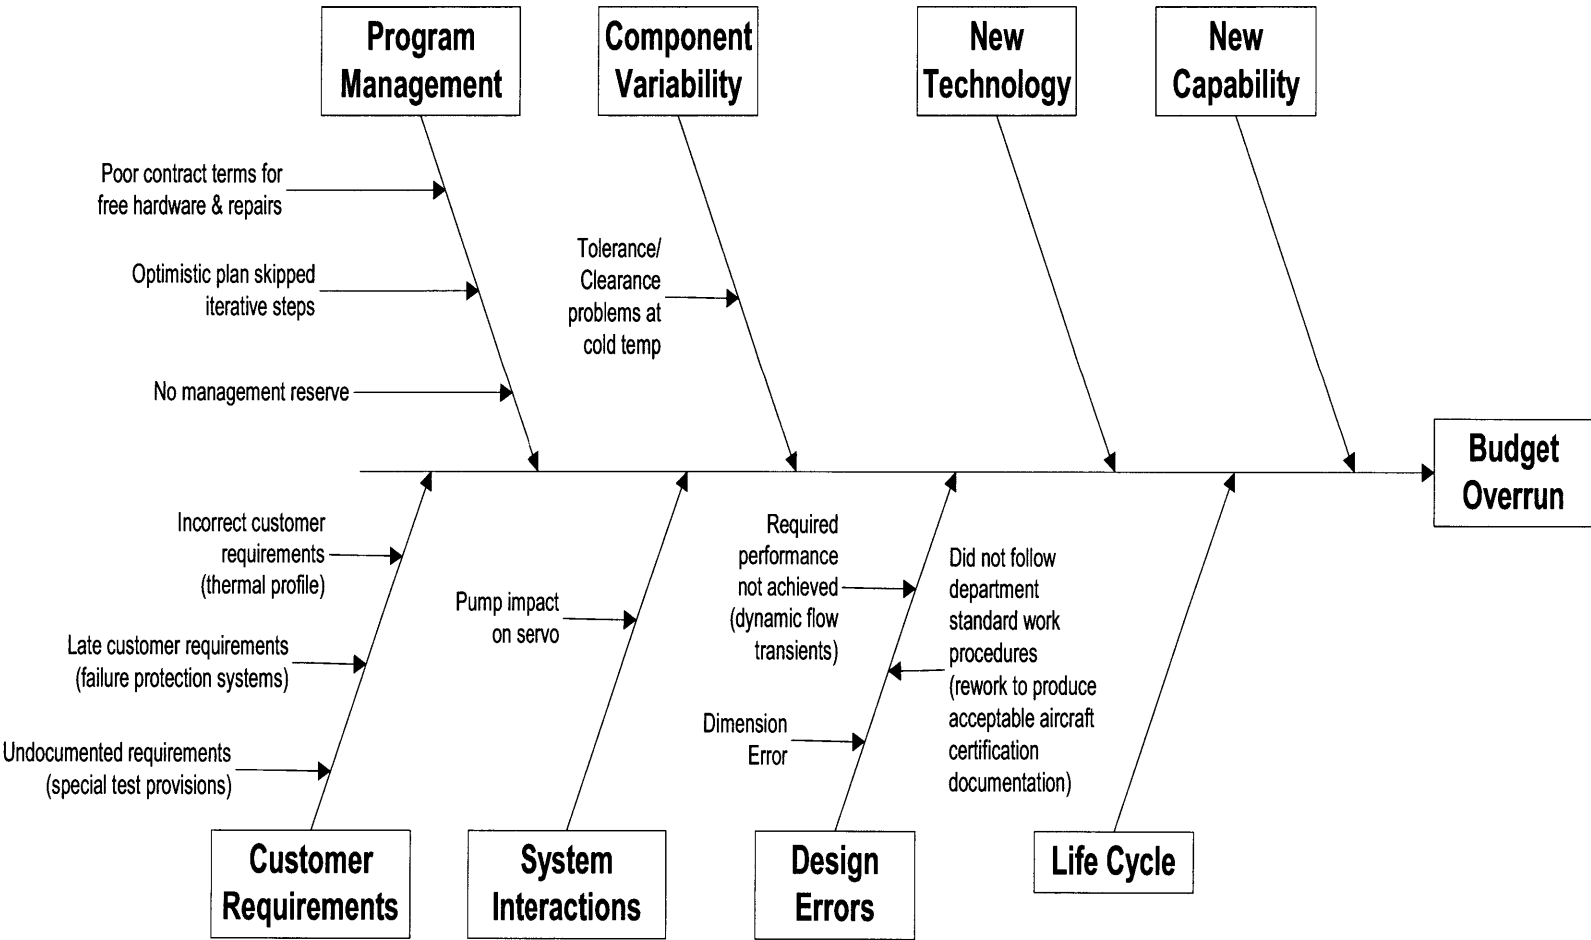 Program
Management
Component
Variability
New
Technology
New
Capability
Poor contract terms for
free hardware & repairs
Optimistic plan skipped
iterative steps
No management reserve
Tolerance/
Clearance
problems at
cold temp
Budget
Overrun
Incorrect customer
requirements
(thermal profile)
Late customer requirements
(failure protection systems)
Undocumented requirements
(special test provisions)
Pump impact
on servo
Required
performance
not achieved
(dynamic flow
transients)
Dimension
Error
Did not follow
department
standard work
procedures
(rework to produce
acceptable aircraft
certification
documentation)
Customer
Requirements
System
Interactions
Design
Errors
Life Cycle